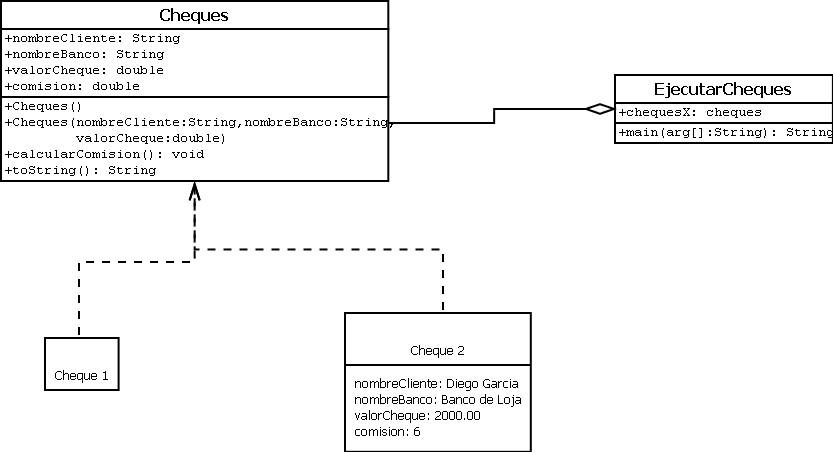 Cheques
+nombreCliente: String
+nombreBanco: String
+valorCheque: double
+comision: double
+Cheques()
+Cheques(nombreCliente:String,nombreBanco:String,
valorCheque:double)
+calcularComision(): void
+toString(): String
EjecutarCheques
+chequesX: cheques
+main(arg[]:String): String
Cheque 1
Cheque 2
nombreCliente: Diego Garcia
nombreBanco: Banco de Loja
valorCheque: 2000.00
comision: 6